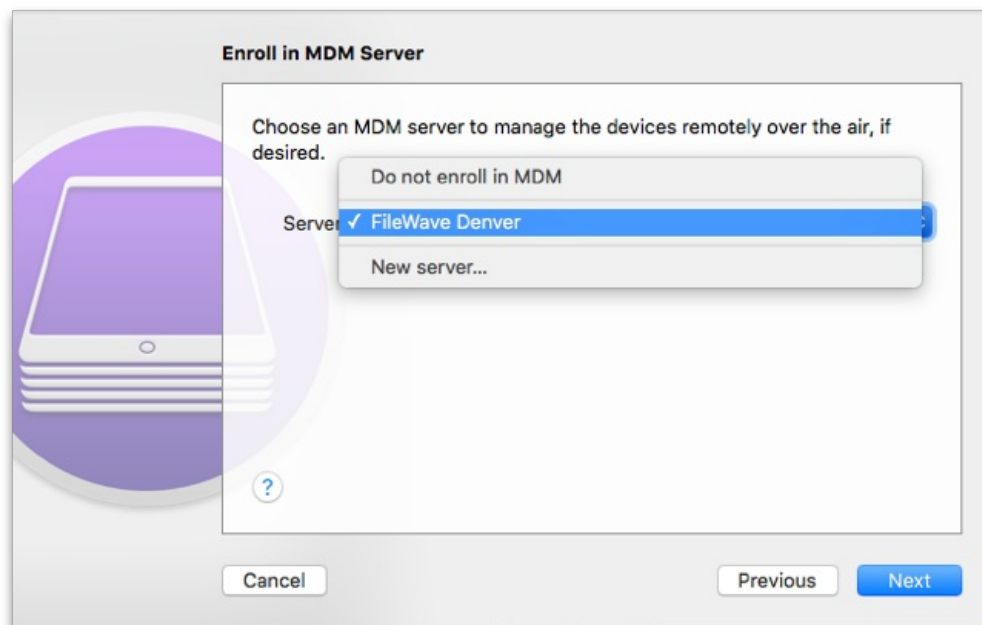 Enroll in MDM Server
Choose an MDM server to manage the devices remotely over the air, if
desired.
Do not enroll in MDM
Server ✓ FileWave Denver
New server...
?
Cancel
Previous
Next